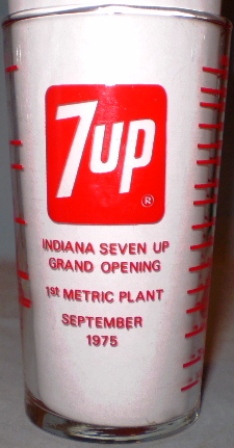 7up
®
INDIANA SEVEN UP
GRAND OPENING
1st METRIC PLANT
SEPTEMBER
1975